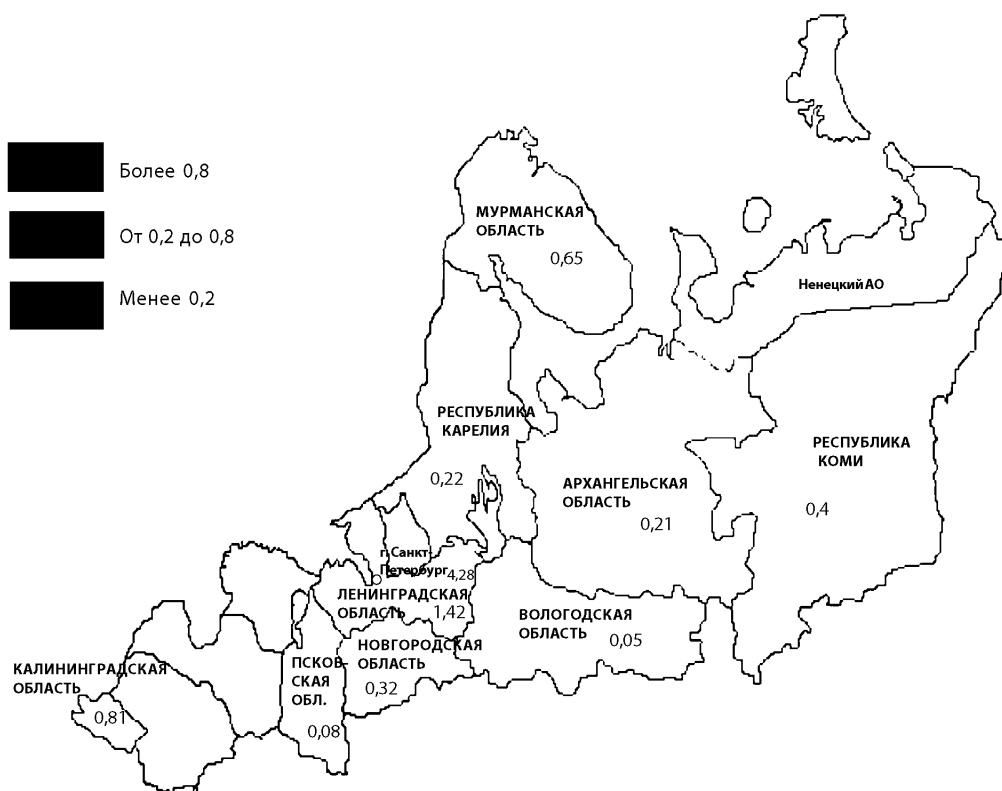 Более 0,8
От 0,2 до 0,8
Менее 0,2
МУРМАНСКАЯ
ОБЛАСТЬ
0,65
Ненецкий АО
РЕСПУБЛИКА
КАРЕЛИЯ
0,22
РЕСПУБЛИКА
КОМИ
0,4
АРХАНГЕЛЬСКАЯ
ОБЛАСТЬ
0,21
г. Санкт-
Петербург 4,28
ЛЕНИНГРАДСКАЯ
ОБЛАСТЬ 1,42
ВОЛОГОДСКАЯ
ОБЛАСТЬ 0,05
НОВГОРОДСКАЯ
ОБЛАСТЬ
0,32
ПСКОВ-
СКАЯ
ОБЛ.
0,08
КАЛИНИНГРАДСКАЯ
ОБЛАСТЬ
0,81